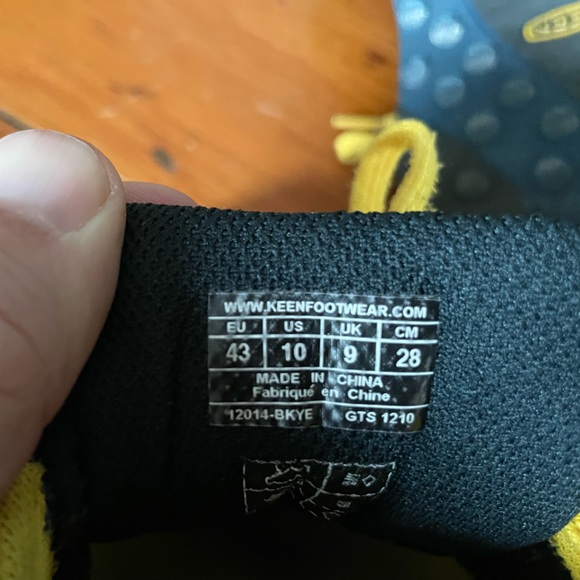 WWW.KEENFOOTWEAR.COM
EU US UK CM
43 10 9 28
MADE IN CHINA
Fabriqué en Chine
12014-BKYE GTS 1210